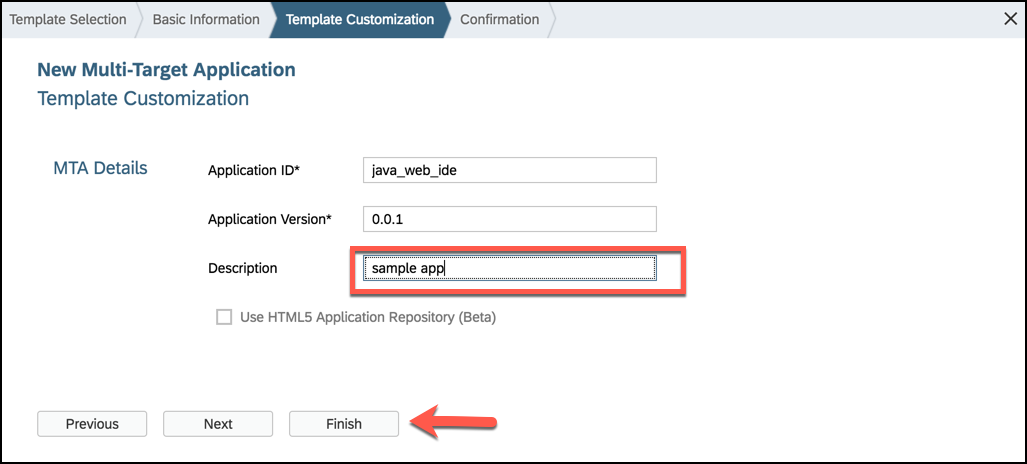 Template Selection Basic Information Template Customization Confirmation
New Multi-Target Application
Template Customization
MTA Details
Application ID* java_web_ide
Application Version* 0.0.1
Description sample app
Use HTML5 Application Repository (Beta)
Previous Next Finish